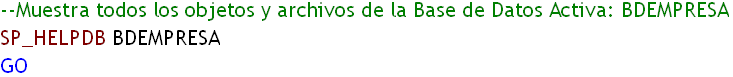 --Muestra todos los objetos y archivos de la Base de Datos Activa: BDEMPRESA
SP_HELPDB BDEMPRESA
GO